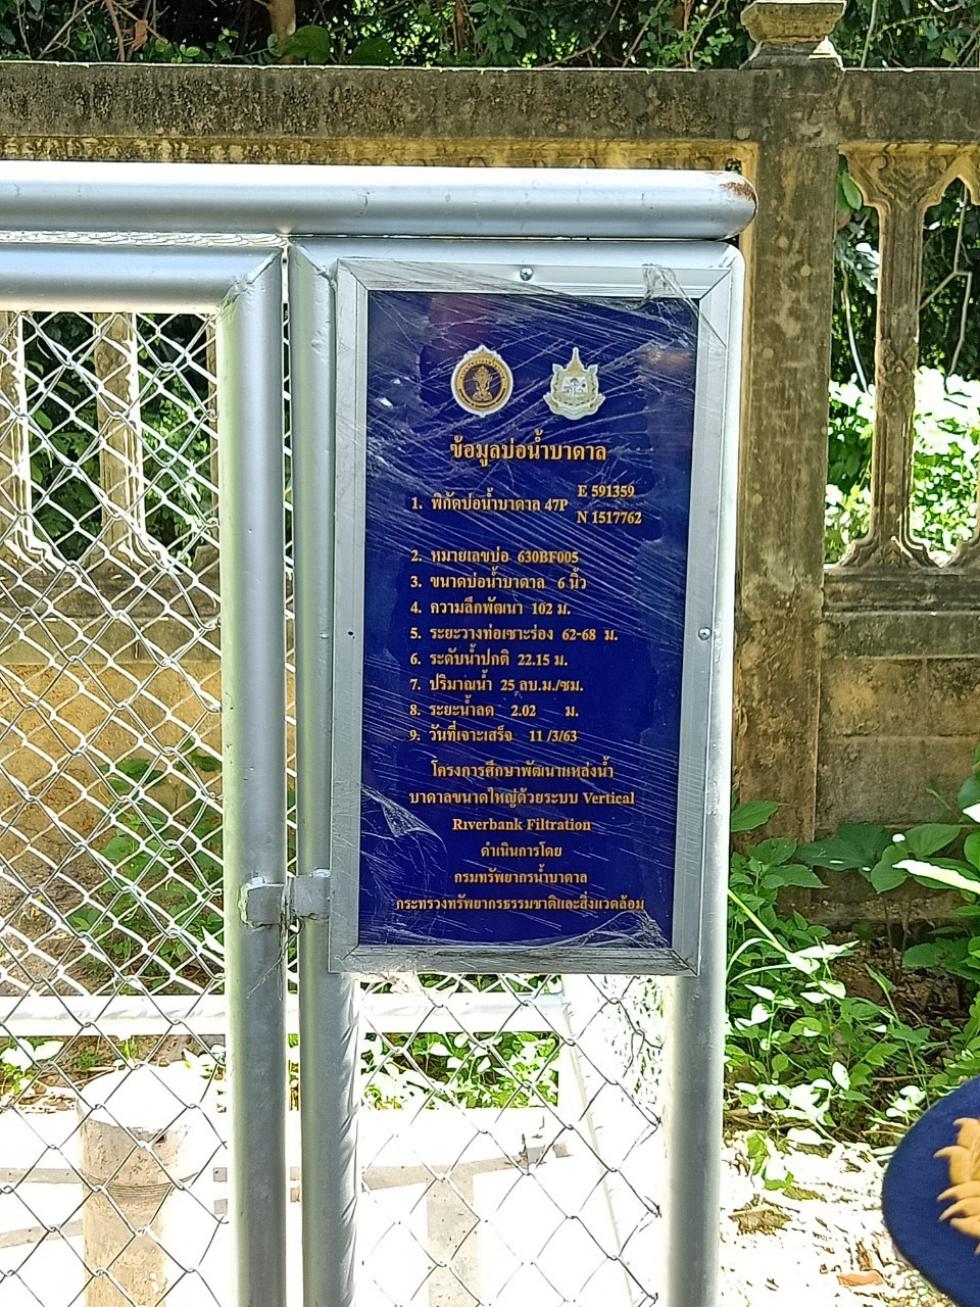 ข้อมูลบ่อน้ำบาดาล
1. พิกัดบ่อน้ำบาดาล 47P E 591359
N 1517762
2. หมายเลขบ่อ 630BF005
3. ขนาดบ่อน้ำบาดาล 6 นิ้ว
4. ความลึกพัฒนา 102 ม.
5. ระยะวางท่อเซาะร่อง 62-68 ม.
6. ระดับน้ำปกติ 22.15 ม.
7. ปริมาณน้ำ 25 ลบ.ม./ชม.
8. ระยะน้ำลด 2.02 ม.
9. วันที่เจาะเสร็จ 11 /3/63
โครงการศึกษาพัฒนาแหล่งน้ำ
บาดาลขนาดใหญ่ด้วยระบบ Vertical
Riverbank Filtration
ดำเนินการโดย
กรมทรัพยากรน้ำบาดาล
กระทรวงทรัพยากรธรรมชาติและสิ่งแวดล้อม